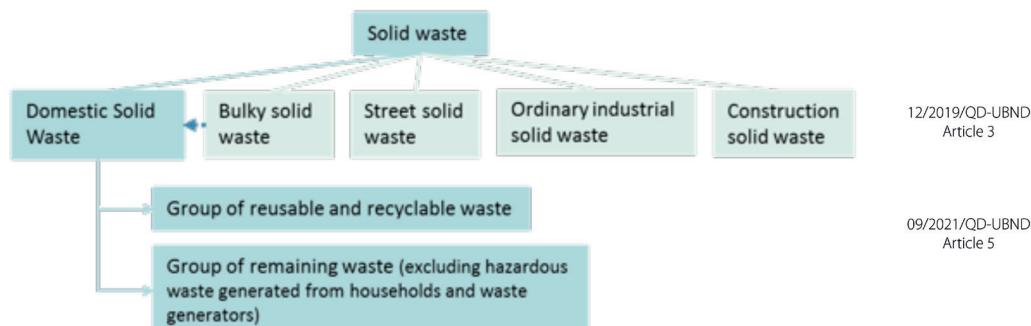 Solid waste
Domestic Solid
Waste
Bulky solid
waste
Street solid
waste
Ordinary industrial
solid waste
Construction
solid waste
12/2019/QD-UBND
Article 3
Group of reusable and recyclable waste
09/2021/QD-UBND
Article 5
Group of remaining waste (excluding hazardous
waste generated from households and waste
generators)